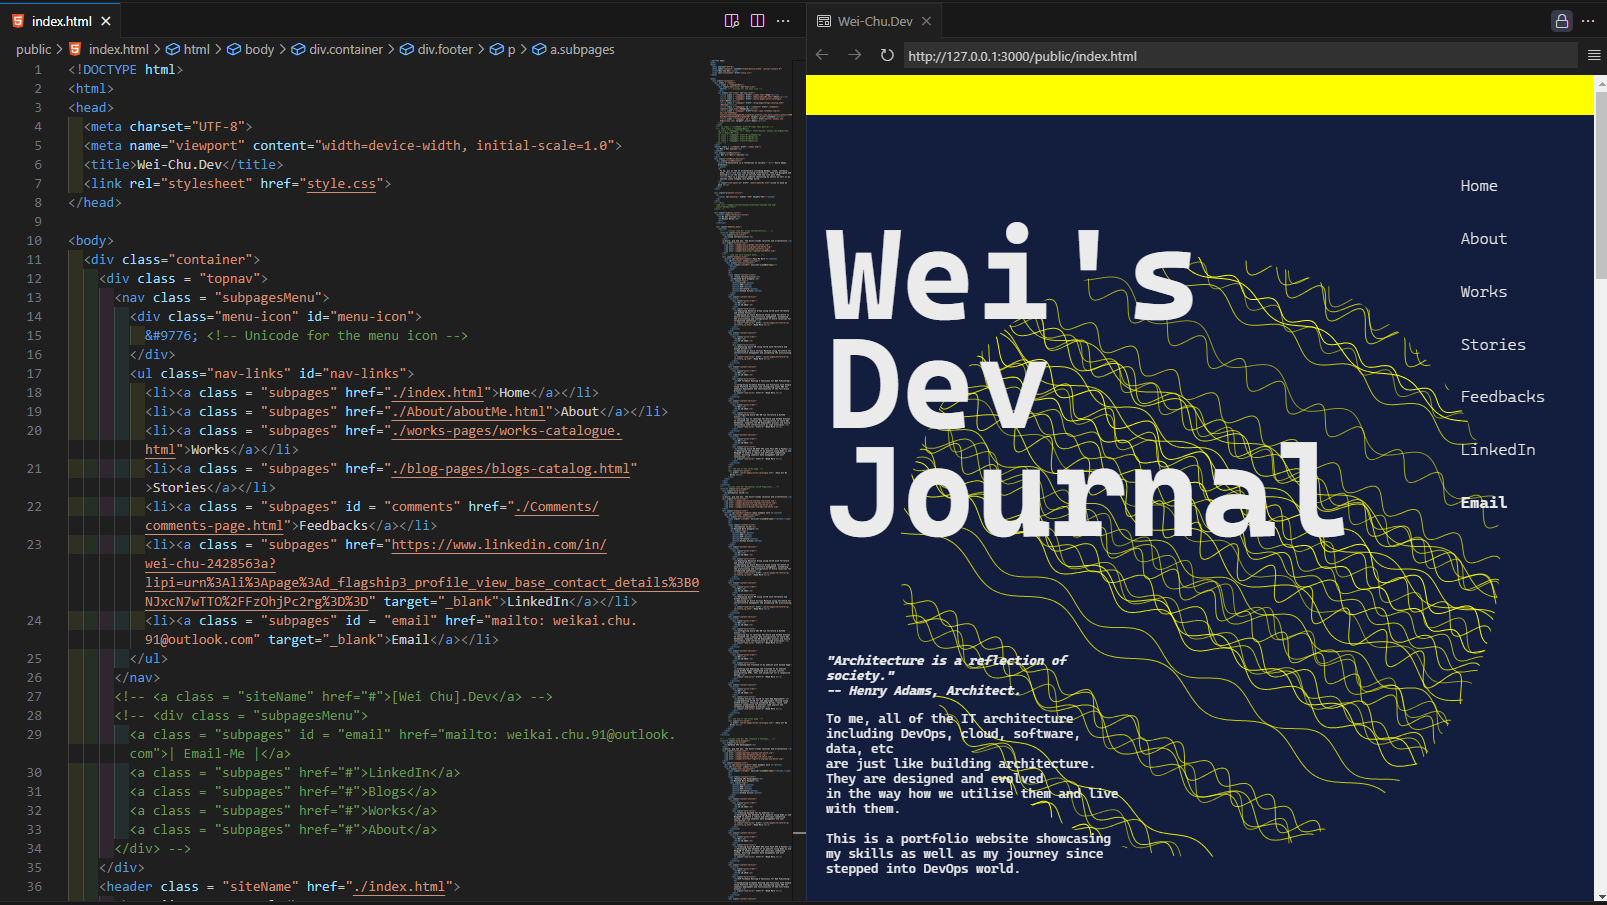 index.html
public > index.html > html > body > div.container > div.footer > p > a.subpages
1 <!DOCTYPE html>
2 <html>
3 <head>
4 <meta charset="UTF-8">
5 <meta name="viewport" content="width=device-width, initial-scale=1.0">
6 <title>Wei-Chu.Dev</title>
7 <link rel="stylesheet" href="style.css">
8 </head>
9
10 <body>
11 <div class="container">
12 <div class = "topnav">
13 <nav class = "subpagesMenu">
14 <div class="menu-icon" id="menu-icon">
15 &#9776; <!-- Unicode for the menu icon -->
16 </div>
17 <ul class="nav-links" id="nav-links">
18 <li><a class = "subpages" href="./index.html">Home</a></li>
19 <li><a class = "subpages" href="./About/aboutMe.html">About</a></li>
20 <li><a class = "subpages" href="./works-pages/works-catalogue.
html">Works</a></li>
21 <li><a class = "subpages" href="./blog-pages/blogs-catalog.html"
>Stories</a></li>
22 <li><a class = "subpages" id = "comments" href="./Comments/
comments-page.html">Feedbacks</a></li>
23 <li><a class = "subpages" href="https://www.linkedin.com/in/
wei-chu-2428563a?
lipi=urn%3Ali%3Apage%3Ad_flagship3_profile_view_base_contact_details%3B0
NJxcN7wTTO%2FFzOhjPc2rg%3D%3D" target="_blank">LinkedIn</a></li>
24 <li><a class = "subpages" id = "email" href="mailto: weikai.chu.
91@outlook.com" target="_blank">Email</a></li>
25 </ul>
26 </nav>
27 <!-- <a class = "siteName" href="#">[Wei Chu].Dev</a> -->
28 <!-- <div class = "subpagesMenu">
29 <a class = "subpages" id = "email" href="mailto: weikai.chu.91@outlook.
com">| Email-Me |</a>
30 <a class = "subpages" href="#">LinkedIn</a>
31 <a class = "subpages" href="#">Blogs</a>
32 <a class = "subpages" href="#">Works</a>
33 <a class = "subpages" href="#">About</a>
34 </div> -->
35 </div>
36 <header class = "siteName" href="./index.html">
Wei-Chu.Dev
http://127.0.0.1:3000/public/index.html
Home
About
Works
Stories
Feedbacks
LinkedIn
Email
Wei's
Dev
Journal
"Architecture is a reflection of
society."
-- Henry Adams, Architect.
To me, all of the IT architecture
including DevOps, cloud, software,
data, etc
are just like building architecture.
They are designed and evolved
in the way how we utilise them and live
with them.
This is a portfolio website showcasing
my skills as well as my journey since
stepped into DevOps world.